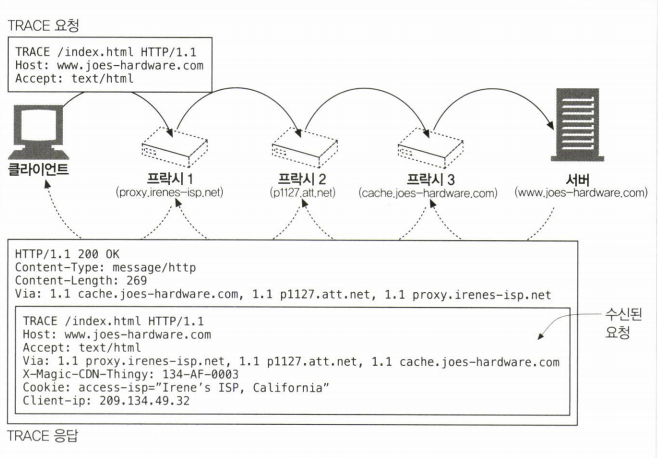 TRACE 요청
TRACE /index.html HTTP/1.1
Host: www.joes-hardware.com
Accept: text/html
클라이언트
프락시 1
(proxy.irenes-isp.net)
프락시 2
(p1127.att.net)
프락시 3
(cache.joes-hardware.com)
서버
(www.joes-hardware.com)
HTTP/1.1 200 OK
Content-Type: message/http
Content-Length: 269
Via: 1.1 cache.joes-hardware.com, 1.1 p1127.att.net, 1.1 proxy.irenes-isp.net
TRACE /index.html HTTP/1.1
Host: www.joes-hardware.com
Accept: text/html
Via: 1.1 proxy.irenes-isp.net, 1.1 p1127.att.net, 1.1 cache.joes-hardware.com
X-Magic-CDN-Thingy: 134-AF-0003
Cookie: access-isp="Irene's ISP, California"
Client-ip: 209.134.49.32
수신된
요청
TRACE 응답